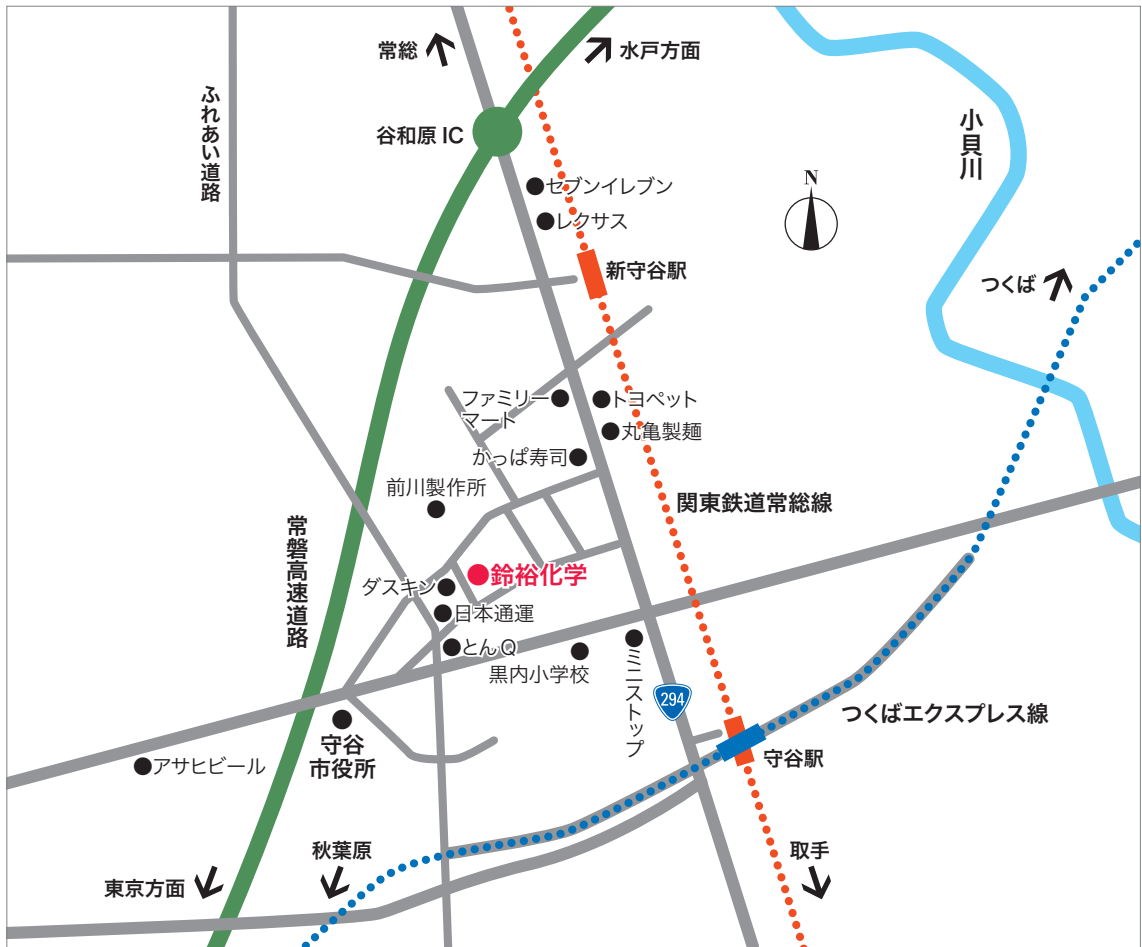 常総
水戸方面
ふれあい道路
谷和原 IC
小貝川
N
セブンイレブン
レクサス
新守谷駅
つくば
ファミリー
マート
トヨペット
丸亀製麺
かっぱ寿司
前川製作所
関東鉄道常総線
常磐高速道路
鈴裕化学
ダスキン
日本通運
とんQ
黒内小学校
ミニストップ
294
つくばエクスプレス線
守谷
市役所
守谷駅
アサヒビール
秋葉原
取手
東京方面